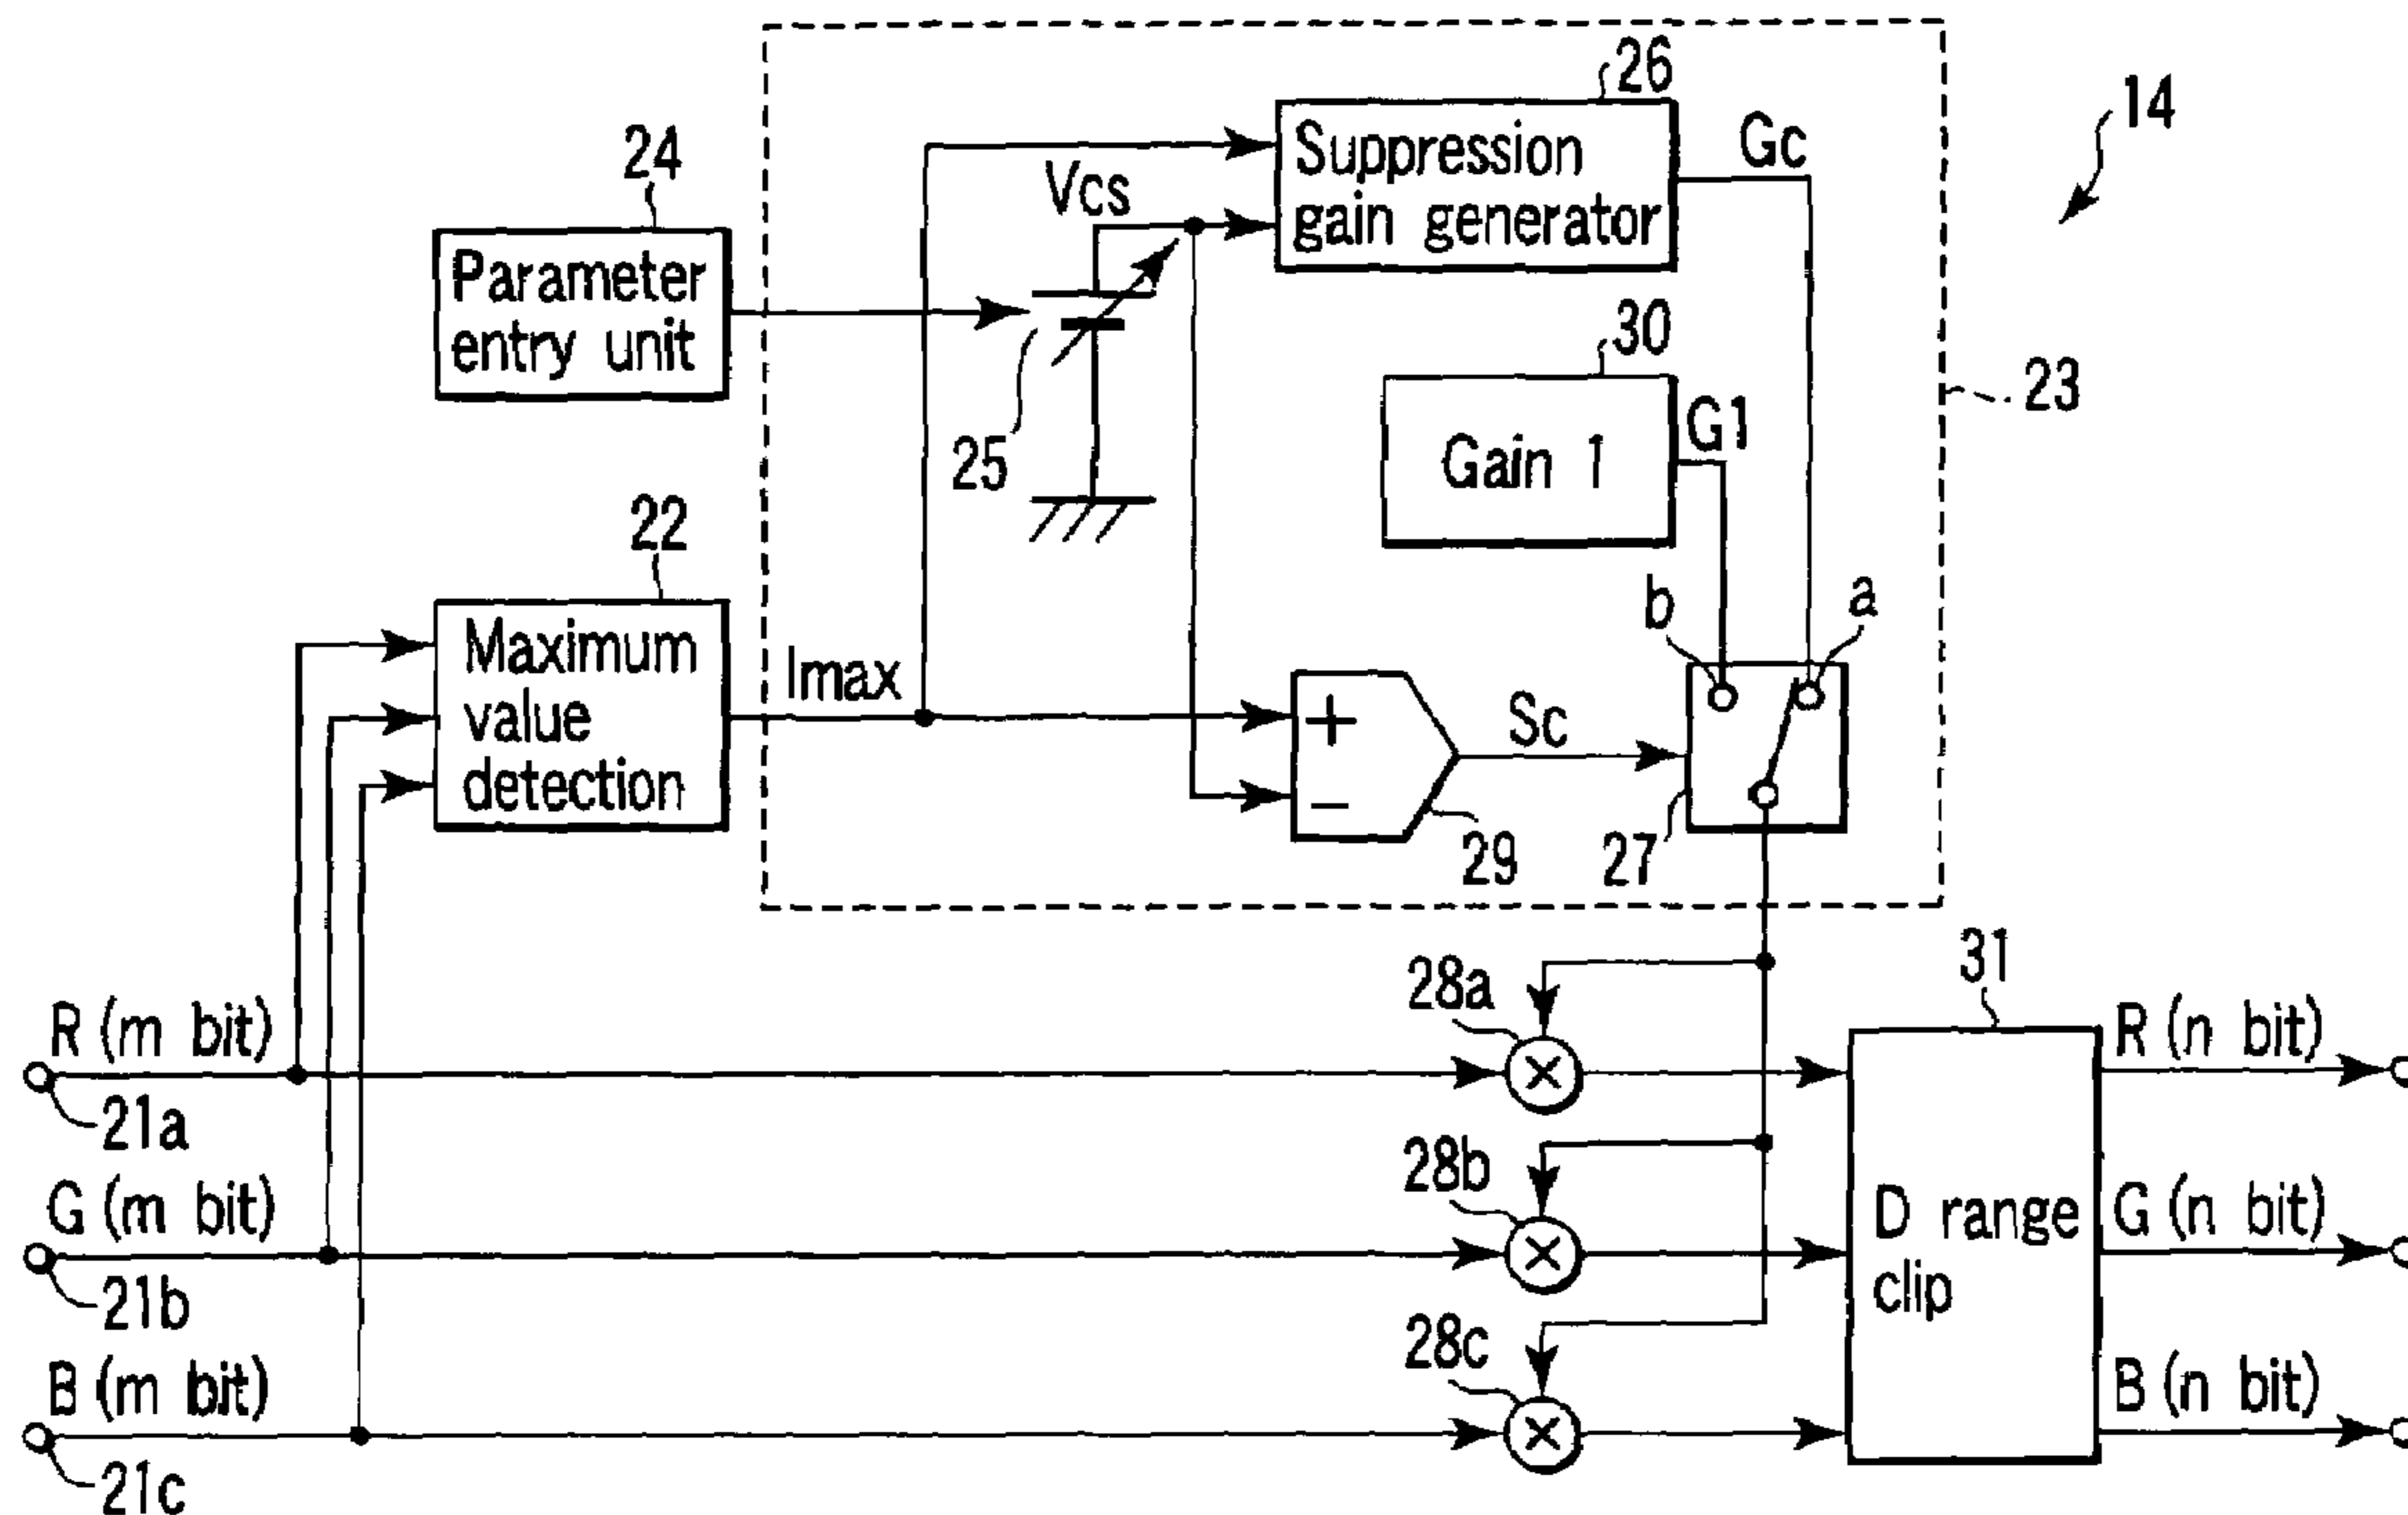 26
14
Suppression
gain generator
Gc
24
Vcs
Parameter
entry unit
30
23
G1
25
Gain 1
22
b
a
Maximum
value
detection
Imax
+
−
Sc
29
27
31
28a
R (m bit)
R (n bit)
×
21a
28b
G (m bit)
D range
clip
G (n bit)
×
21b
28c
B (m bit)
B (n bit)
×
21c